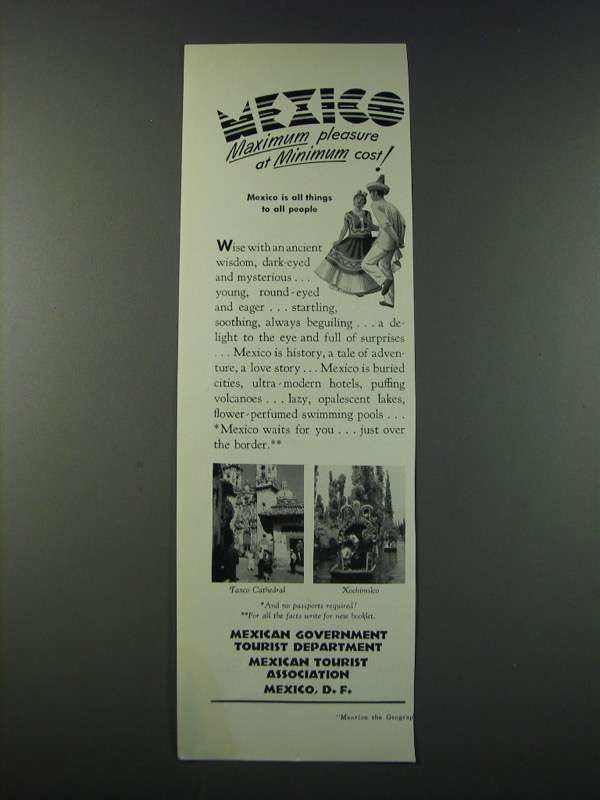 MEXICO
Maximum pleasure
at Minimum cost!
Mexico is all things
to all people
Wise with an ancient
wisdom, dark-eyed
and mysterious . . .
young, round-eyed
and eager . . . startling,
soothing, always beguiling . . . a de-
light to the eye and full of surprises
. . . Mexico is history, a tale of adven-
ture, a love story . . . Mexico is buried
cities, ultra-modern hotels, puffing
volcanoes . . . lazy, opalescent lakes,
flower-perfumed swimming pools . . .
*Mexico waits for you . . . just over
the border.**
Taxco Cathedral
Xochimilco
*And no passports required!
**For all the facts write for new booklet.
MEXICAN GOVERNMENT
TOURIST DEPARTMENT
MEXICAN TOURIST
ASSOCIATION
MEXICO, D. F.
"Mention the Geograp